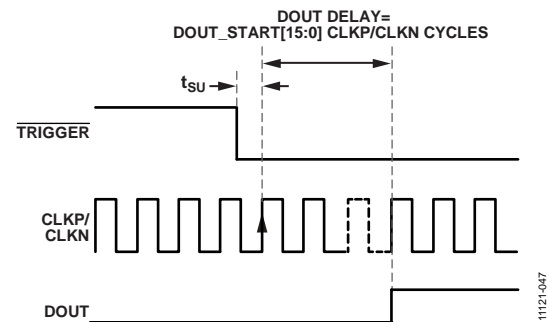 DOUT DELAY=
DOUT_START[15:0] CLKP/CLKN CYCLES
tSU
TRIGGER
CLKP/
CLKN
DOUT
11121-047